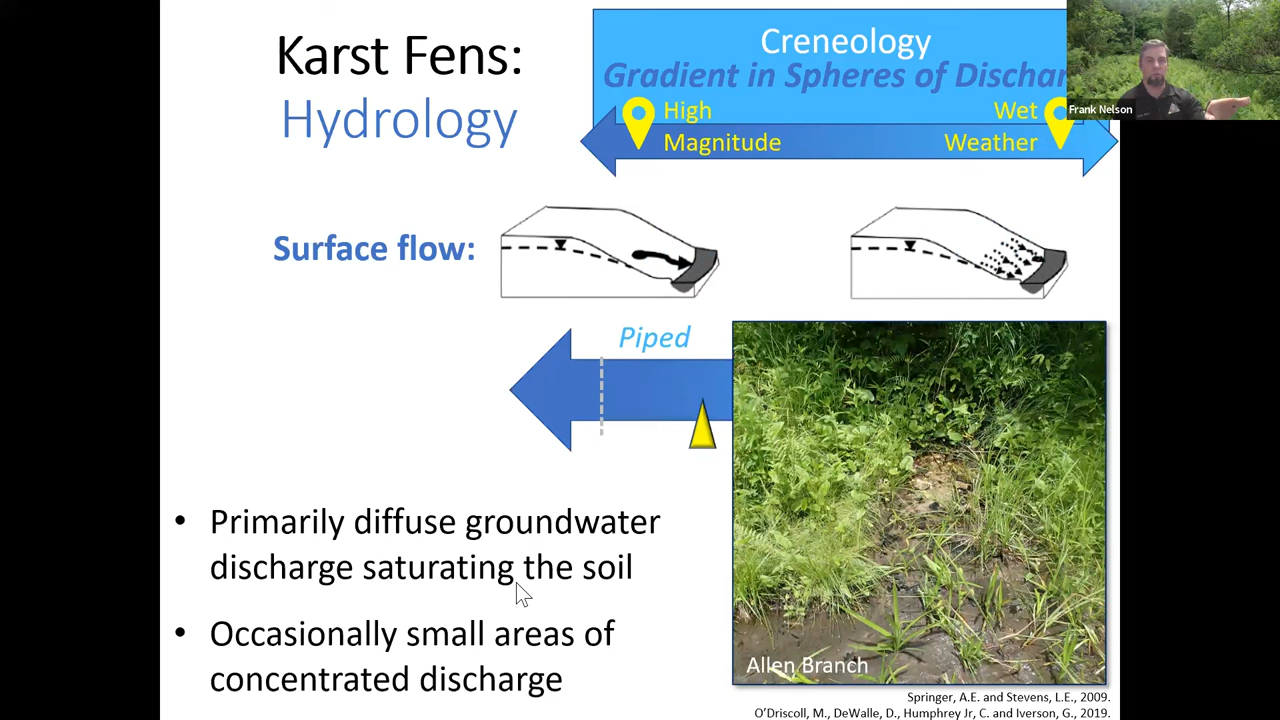 Karst Fens:
Hydrology
Creneology
Gradient in Spheres of
High
Magnitude
Wet
Weather
Frank Nelson
Surface flow:
Piped
• Primarily diffuse groundwater
discharge saturating the soil
• Occasionally small areas of
concentrated discharge
Allen Branch
Springer, A.E. and Stevens, L.E., 2009.
O’Driscoll, M., DeWalle, D., Humphrey Jr, C. and Iverson, G., 2019.